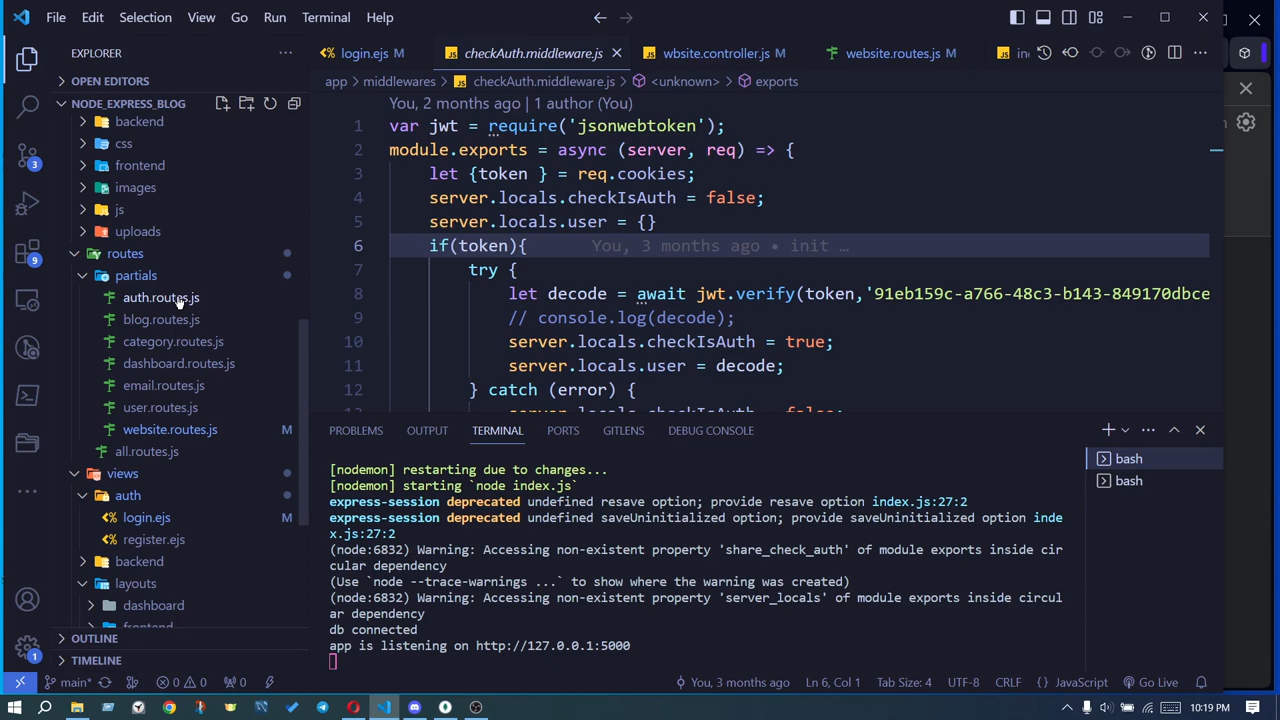 File Edit Selection View Go Run Terminal Help
EXPLORER
login.ejs M
checkAuth.middleware.js
wbsite.controller.js M
website.routes.js M
OPEN EDITORS
app > middlewares > checkAuth.middleware.js > <unknown> > exports
NODE_EXPRESS_BLOG
backend
css
frontend
images
js
uploads
routes
partials
auth.routes.js
blog.routes.js
category.routes.js
dashboard.routes.js
email.routes.js
user.routes.js
website.routes.js M
all.routes.js
views
auth
login.ejs M
register.ejs
backend
layouts
dashboard
frontend
OUTLINE
TIMELINE
You, 2 months ago | 1 author (You)
1 var jwt = require('jsonwebtoken');
2 module.exports = async (server, req) => {
3 let {token } = req.cookies;
4 server.locals.checkIsAuth = false;
5 server.locals.user = {}
6 if(token){ You, 3 months ago • init …
7 try {
8 let decode = await jwt.verify(token,'91eb159c-a766-48c3-b143-849170dbce
9 // console.log(decode);
10 server.locals.checkIsAuth = true;
11 server.locals.user = decode;
12 } catch (error) {
PROBLEMS OUTPUT TERMINAL PORTS GITLENS DEBUG CONSOLE
[nodemon] restarting due to changes...
[nodemon] starting `node index.js`
express-session deprecated undefined resave option; provide resave option index.js:27:2
express-session deprecated undefined saveUninitialized option; provide saveUninitialized option inde
x.js:27:2
(node:6832) Warning: Accessing non-existent property 'share_check_auth' of module exports inside cir
cular dependency
(Use `node --trace-warnings ...` to show where the warning was created)
(node:6832) Warning: Accessing non-existent property 'server_locals' of module exports inside circul
ar dependency
db connected
app is listening on http://127.0.0.1:5000
bash
bash
3
9
1
main* 0 0 0 You, 3 months ago Ln 6, Col 1 Tab Size: 4 UTF-8 CRLF {} JavaScript Go Live
10:19 PM